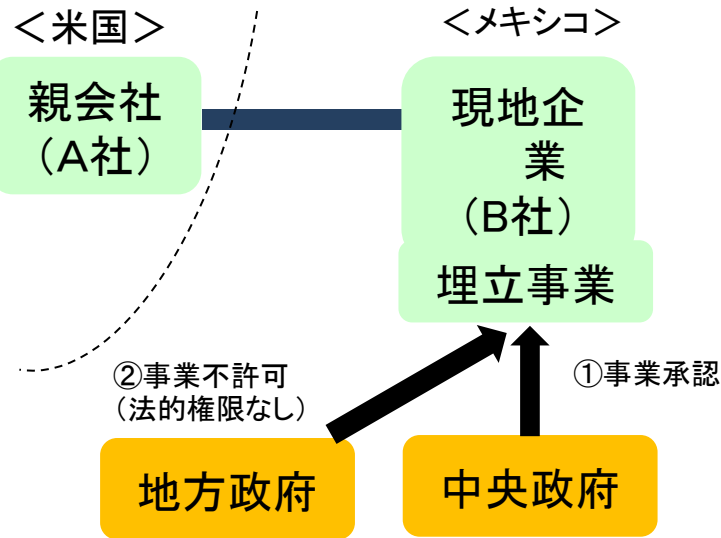 ＜米国＞
＜メキシコ＞
親会社
（Ａ社）
現地企
業
（B社）
埋立事業
②事業不許可
（法的権限なし）
①事業承認
地方政府
中央政府